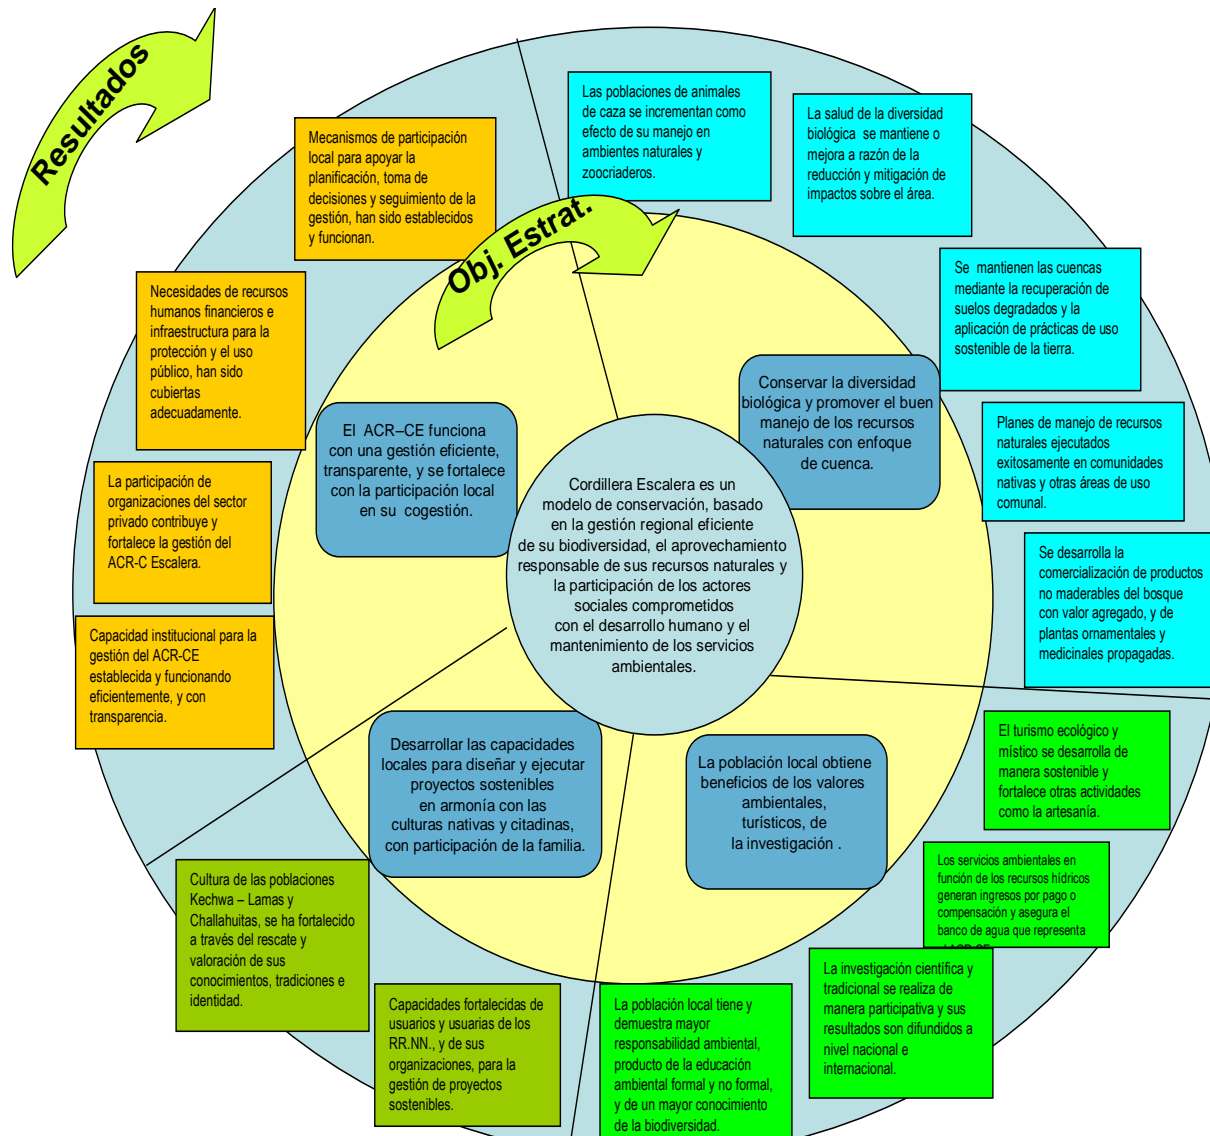 Resultados
Obj. Estrat.
Mecanismos de participación
local para apoyar la
planificación, toma de
decisiones y seguimiento de la
gestión, han sido establecidos
y funcionan.
Necesidades de recursos
humanos financieros e
infraestructura para la
protección y el uso
público, han sido
cubiertas
adecuadamente.
La participación de
organizaciones del sector
privado contribuye y
fortalece la gestión del
ACR-C Escalera.
Capacidad institucional para la
gestión del ACR-CE
establecida y funcionando
eficientemente, y con
transparencia.
Las poblaciones de animales
de caza se incrementan como
efecto de su manejo en
ambientes naturales y
zoocriaderos.
La salud de la diversidad
biológica se mantiene o
mejora a razón de la
reducción y mitigación de
impactos sobre el área.
Se mantienen las cuencas
mediante la recuperación de
suelos degradados y la
aplicación de prácticas de uso
sostenible de la tierra.
Planes de manejo de recursos
naturales ejecutados
exitosamente en comunidades
nativas y otras áreas de uso
comunal.
Se desarrolla la
comercialización de productos
no maderables del bosque
con valor agregado, y de
plantas ornamentales y
medicinales propagadas.
El ACR–CE funciona
con una gestión eficiente,
transparente, y se fortalece
con la participación local
en su cogestión.
Conservar la diversidad
biológica y promover el buen
manejo de los recursos
naturales con enfoque
de cuenca.
Cordillera Escalera es un
modelo de conservación, basado
en la gestión regional eficiente
de su biodiversidad, el aprovechamiento
responsable de sus recursos naturales y
la participación de los actores
sociales comprometidos
con el desarrollo humano y el
mantenimiento de los servicios
ambientales.
Desarrollar las capacidades
locales para diseñar y ejecutar
proyectos sostenibles
en armonía con las
culturas nativas y citadinas,
con participación de la familia.
La población local obtiene
beneficios de los valores
ambientales,
turísticos, de
la investigación .
El turismo ecológico y
místico se desarrolla de
manera sostenible y
fortalece otras actividades
como la artesanía.
Los servicios ambientales en
función de los recursos hídricos
generan ingresos por pago o
compensación y asegura el
banco de agua que representa
La investigación científica y
tradicional se realiza de
manera participativa y sus
resultados son difundidos a
nivel nacional e
internacional.
La población local tiene y
demuestra mayor
responsabilidad ambiental,
producto de la educación
ambiental formal y no formal,
y de un mayor conocimiento
de la biodiversidad.
Capacidades fortalecidas de
usuarios y usuarias de los
RR.NN., y de sus
organizaciones, para la
gestión de proyectos
sostenibles.
Cultura de las poblaciones
Kechwa – Lamas y
Challahuitas, se ha fortalecido
a través del rescate y
valoración de sus
conocimientos, tradiciones e
identidad.